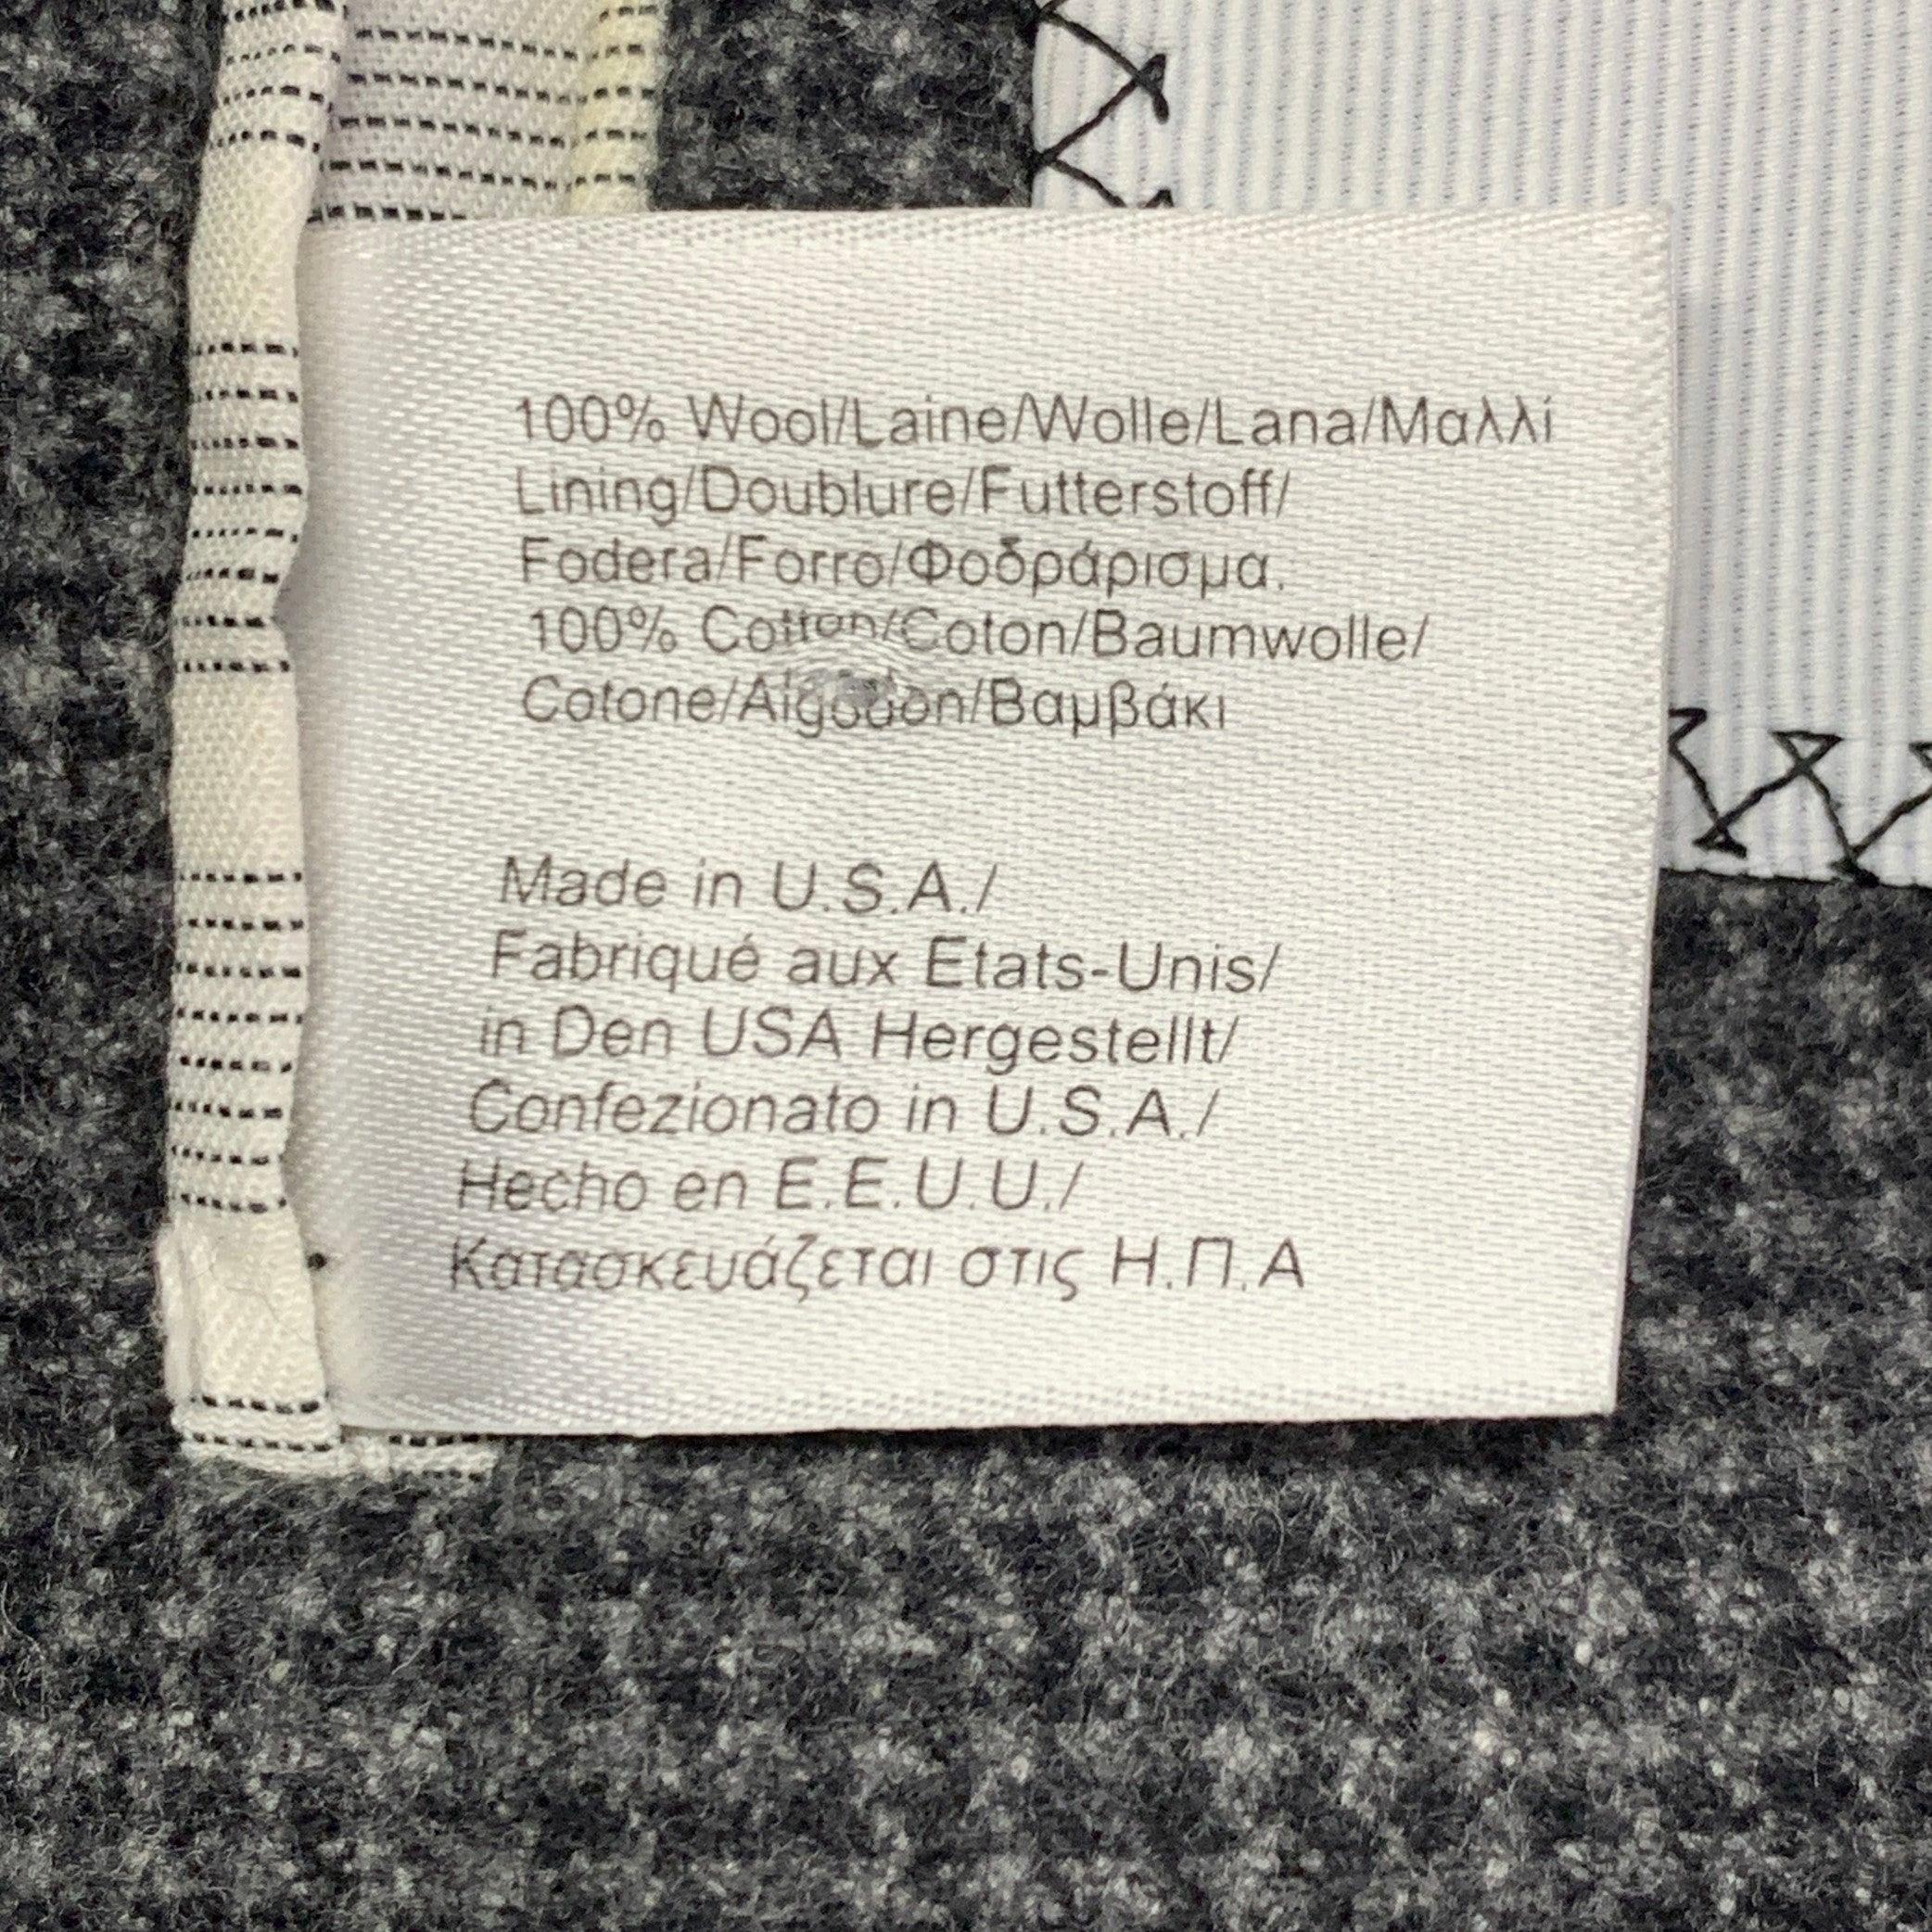 100% Wool/Laine/Wolle/Lana/Μαλλί
Lining/Doublure/Futterstoff/
Fodera/Forro/Φοδράρισμα.
100% Cotton/Coton/Baumwolle/
Cotone/Algodon/Βαμβάκι
Made in U.S.A./
Fabriqué aux Etats-Unis/
in Den USA Hergestellt/
Confezionato in U.S.A./
Hecho en E.E.U.U./
Κατασκευάζεται στις Η.Π.Α